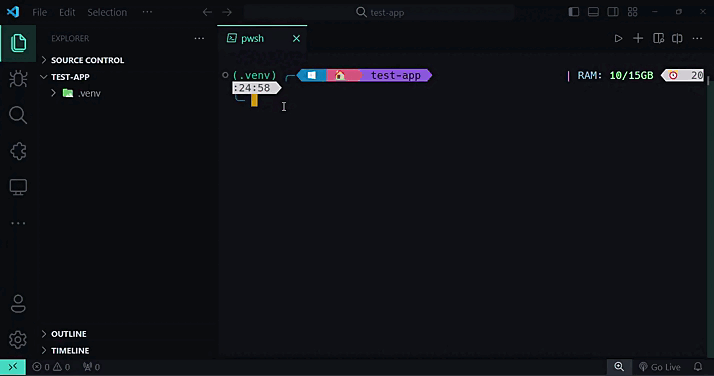 File Edit Selection ··· test-app
EXPLORER ···
pwsh
SOURCE CONTROL
TEST-APP
.venv
(.venv) test-app | RAM: 10/15GB 20
:24:58
OUTLINE
TIMELINE
0 0 0 Go Live